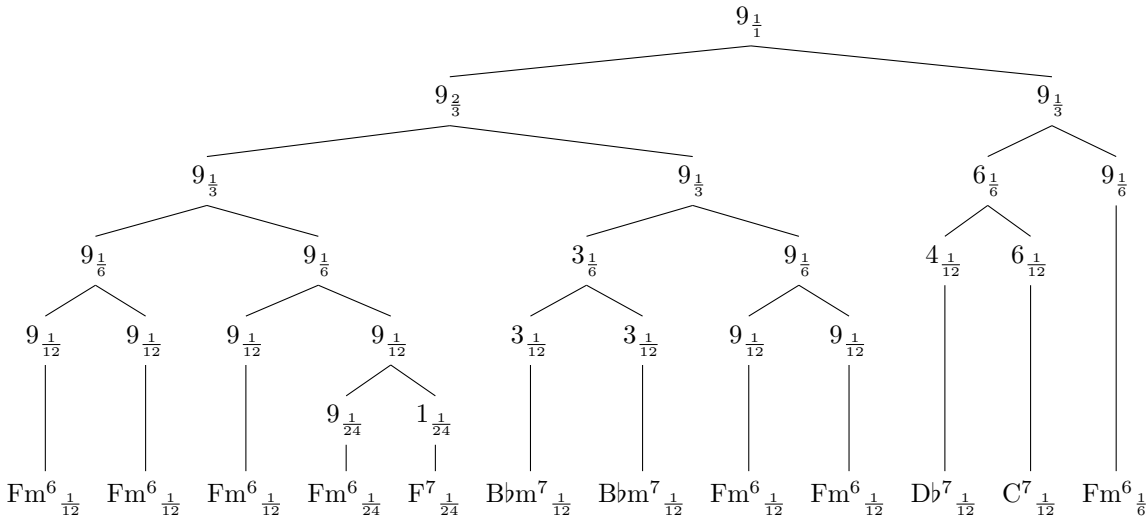 9 1/1
9 2/3 9 1/3
9 1/3 9 1/3 6 1/6 9 1/6
9 1/6 9 1/6 3 1/6 9 1/6 4 1/12 6 1/12
9 1/12 9 1/12 9 1/12 9 1/12 3 1/12 3 1/12 9 1/12 9 1/12
9 1/24 1 1/24
Fm⁶ 1/12 Fm⁶ 1/12 Fm⁶ 1/12 Fm⁶ 1/24 F⁷ 1/24 B♭m⁷ 1/12 B♭m⁷ 1/12 Fm⁶ 1/12 Fm⁶ 1/12 D♭⁷ 1/12 C⁷ 1/12 Fm⁶ 1/6